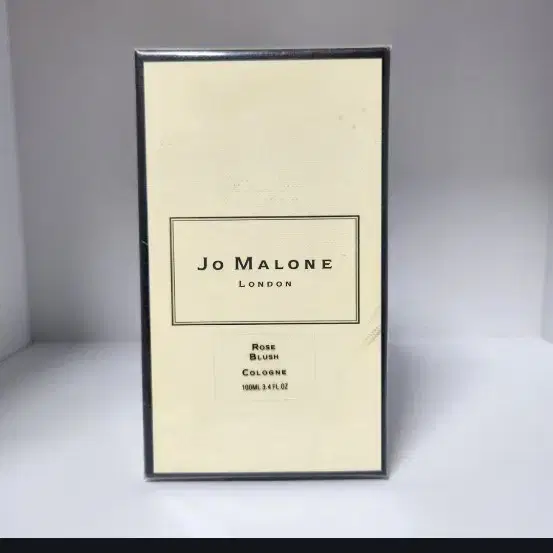 JO MALONE
LONDON
ROSE
BLUSH
COLOGNE
100ML 3.4 FL.OZ